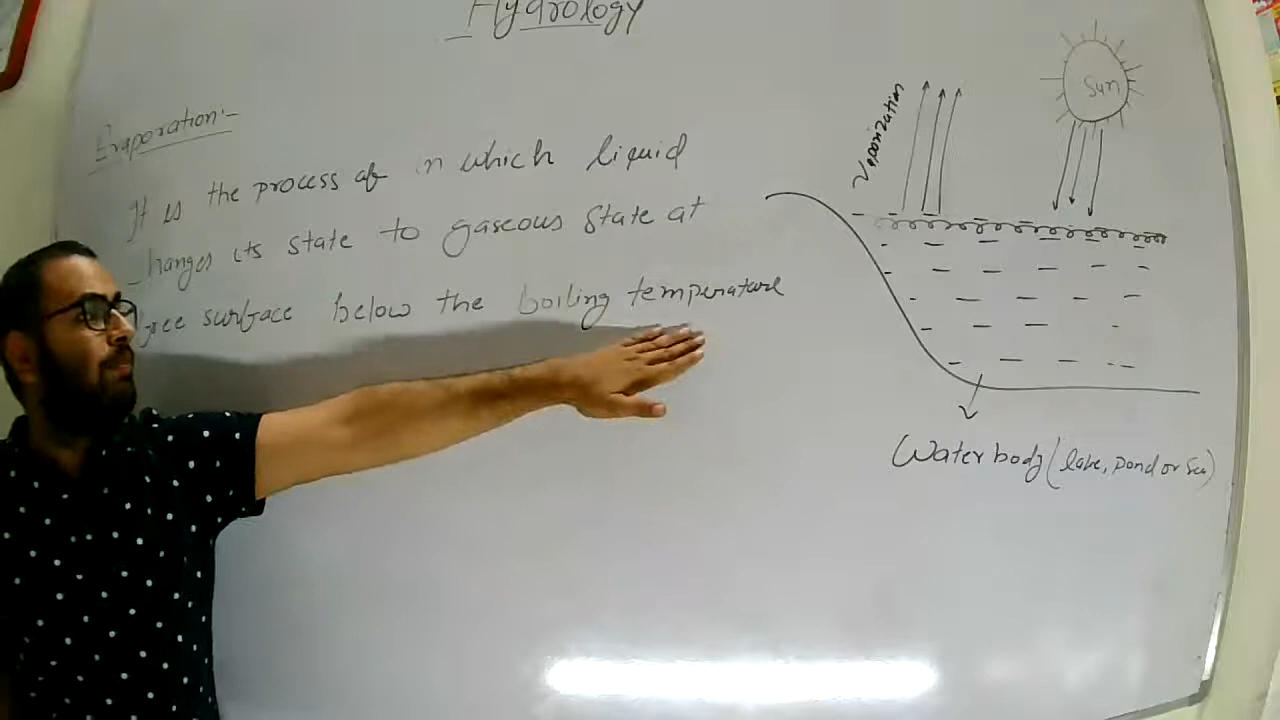 Hydrology
Evaporation:-
It is the process of in which liquid
changes its state to gaseous state at
free surface below the boiling temperature
Vaporization
Sun
Water body (lake, pond or sea)